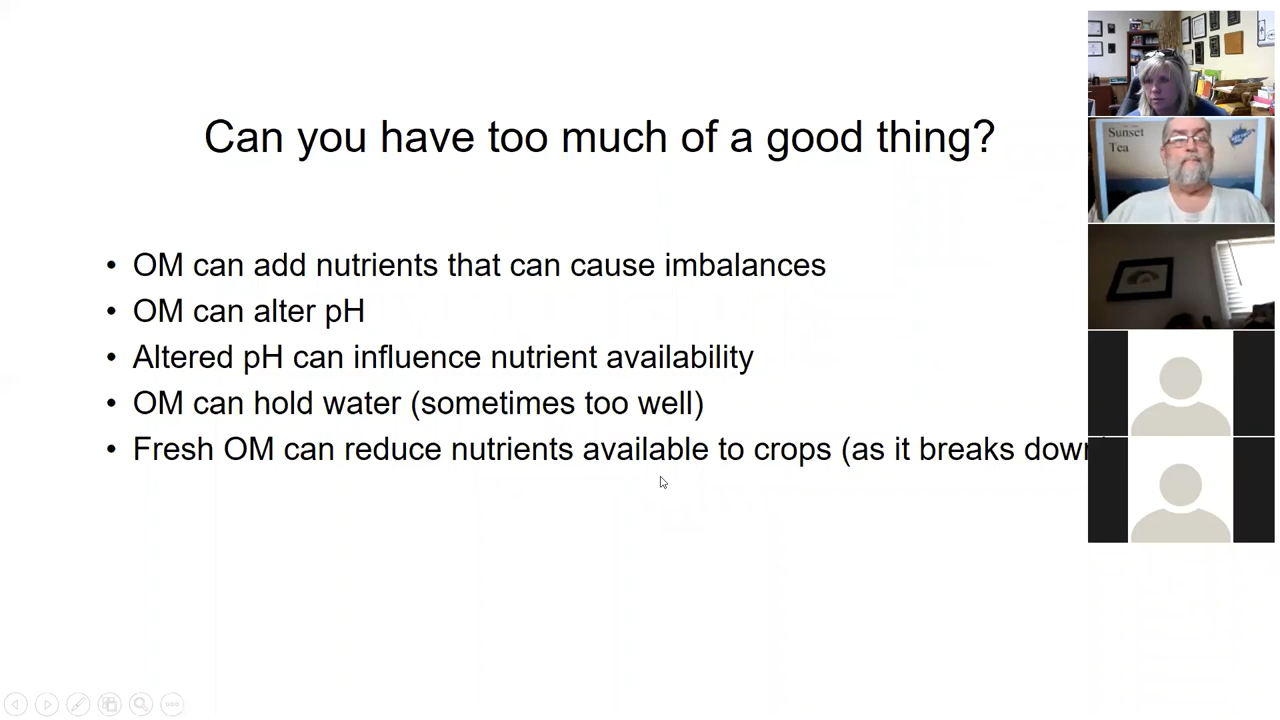 Can you have too much of a good thing?
• OM can add nutrients that can cause imbalances
• OM can alter pH
• Altered pH can influence nutrient availability
• OM can hold water (sometimes too well)
• Fresh OM can reduce nutrients available to crops (as it breaks down
Sunset
Tea